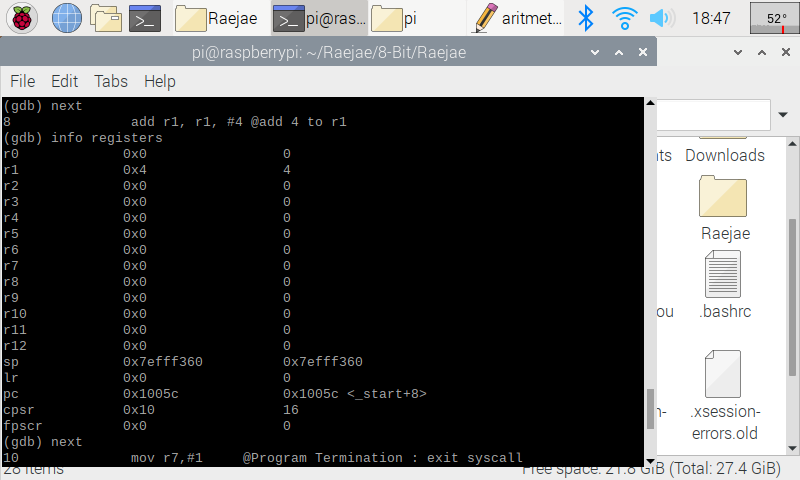 Raejae
pi@ras...
pi
aritmet...
18:47
52°
pi@raspberrypi: ~/Raejae/8-Bit/Raejae
File Edit Tabs Help
(gdb) next
8 add r1, r1, #4 @add 4 to r1
(gdb) info registers
r0 0x0 0
r1 0x4 4
r2 0x0 0
r3 0x0 0
r4 0x0 0
r5 0x0 0
r6 0x0 0
r7 0x0 0
r8 0x0 0
r9 0x0 0
r10 0x0 0
r11 0x0 0
r12 0x0 0
sp 0x7efff360 0x7efff360
lr 0x0 0
pc 0x1005c 0x1005c <_start+8>
cpsr 0x10 16
fpscr 0x0 0
(gdb) next
10 mov r7,#1 @Program Termination : exit syscall
nts
Downloads
Raejae
ou
.bashrc
n-
.xsession-
errors.old
28 items
Free space: 21.8 GiB (Total: 27.4 GiB)